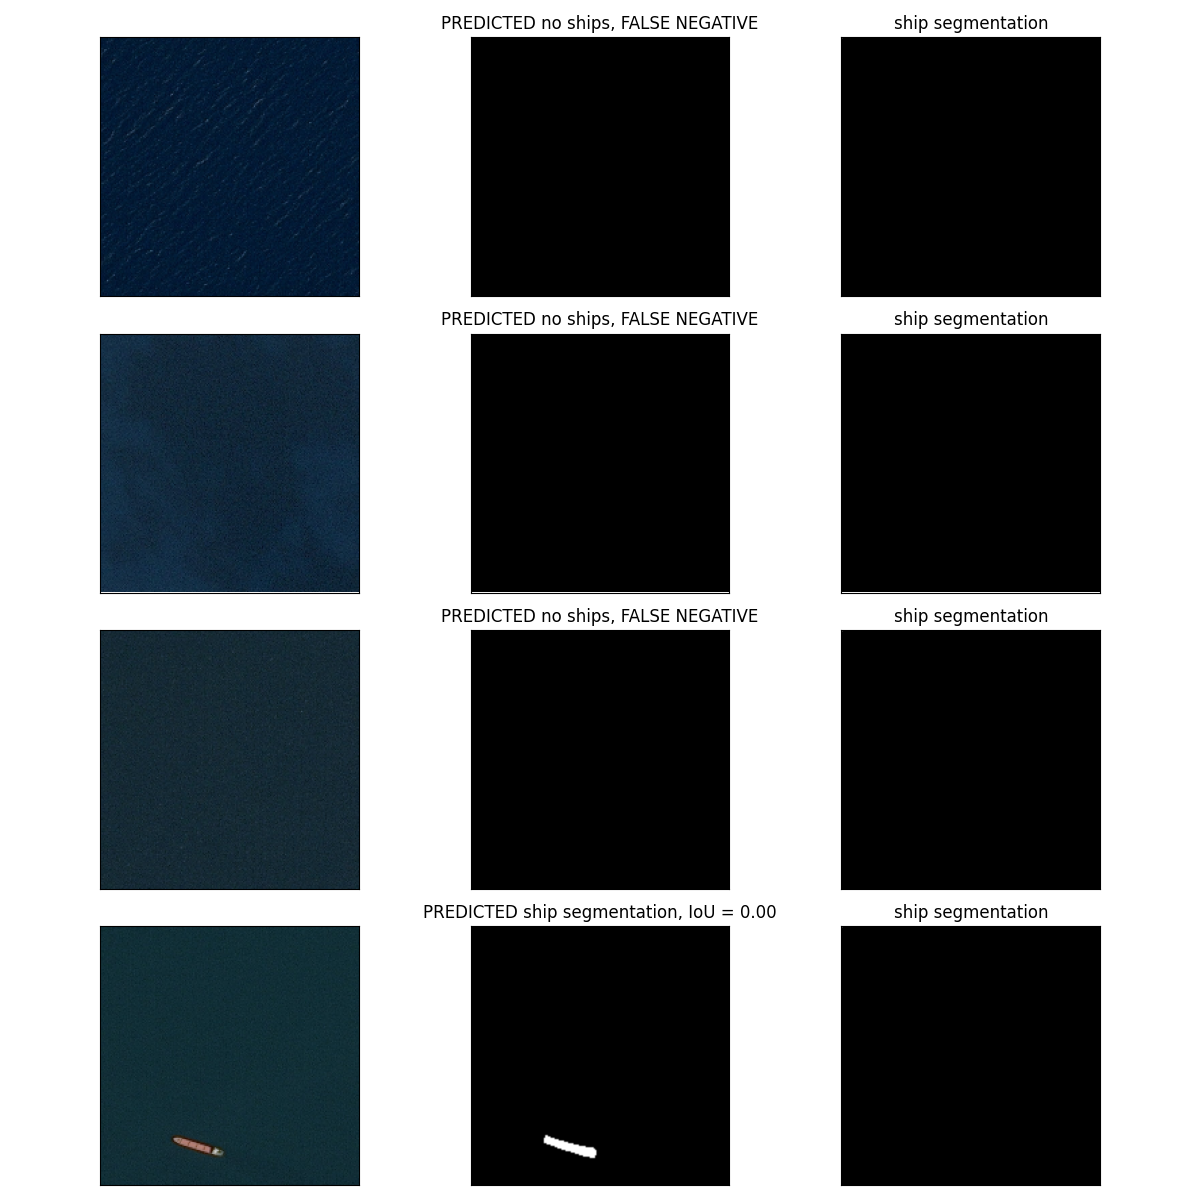 PREDICTED no ships, FALSE NEGATIVE
ship segmentation
PREDICTED no ships, FALSE NEGATIVE
ship segmentation
PREDICTED no ships, FALSE NEGATIVE
ship segmentation
PREDICTED ship segmentation, IoU = 0.00
ship segmentation